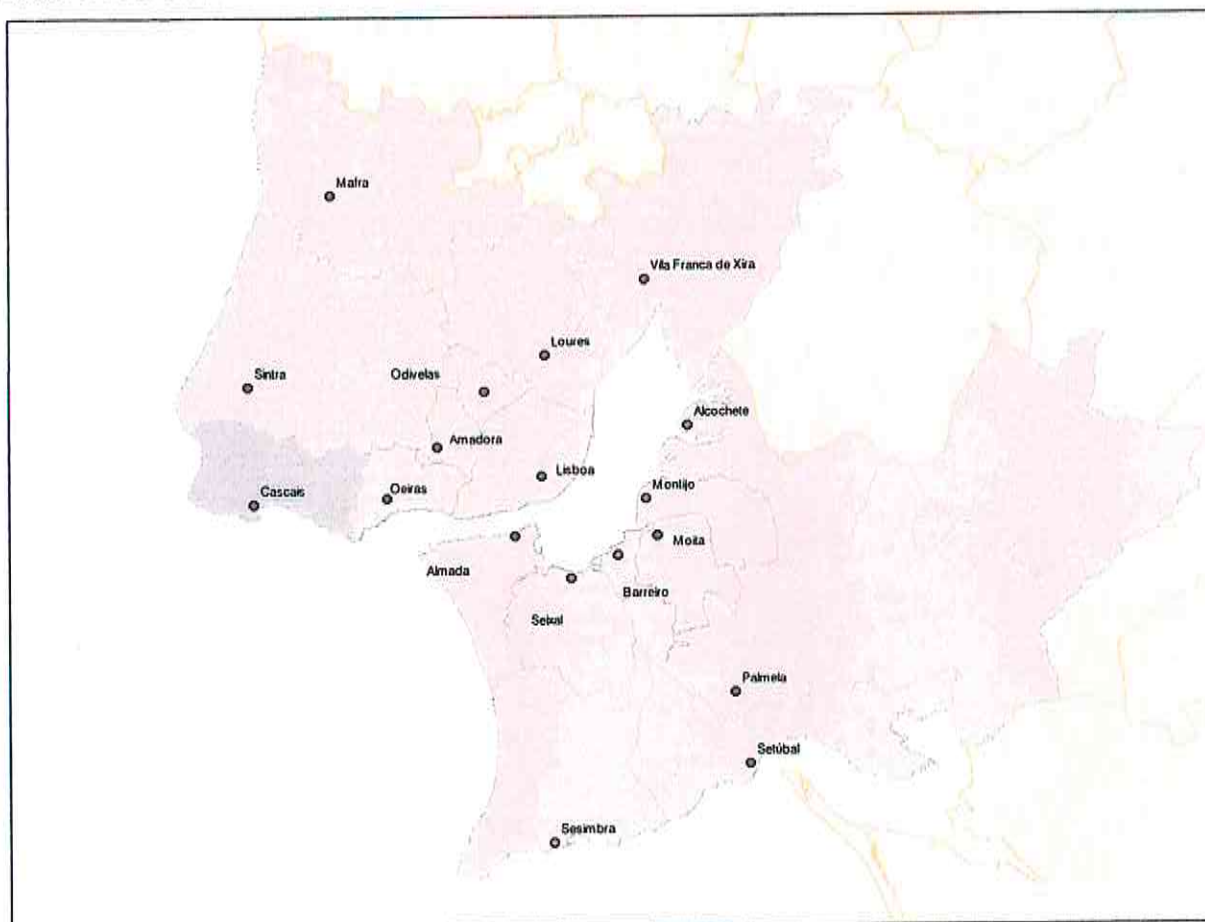 Mafra
Vila Franca de Xira
Loures
Sintra
Odivelas
Alcochete
Amadora
Lisboa
Cascais
Oeiras
Montijo
Moita
Almada
Barreiro
Seixal
Palmela
Setúbal
Sesimbra